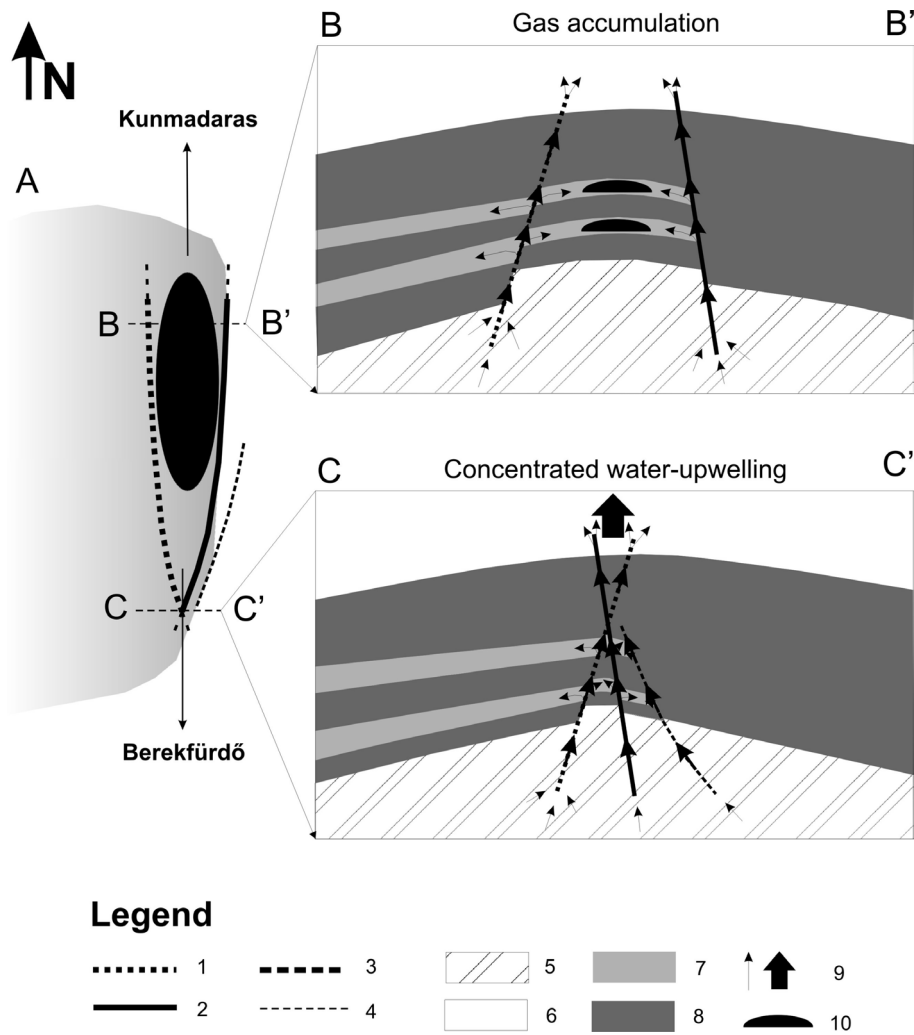 B Gas accumulation B'
N
Kunmadaras
A
B B'
C Concentrated water-upwelling C'
C C'
Berekfürdő
Legend
1 3 5 7 9
2 4 6 8 10